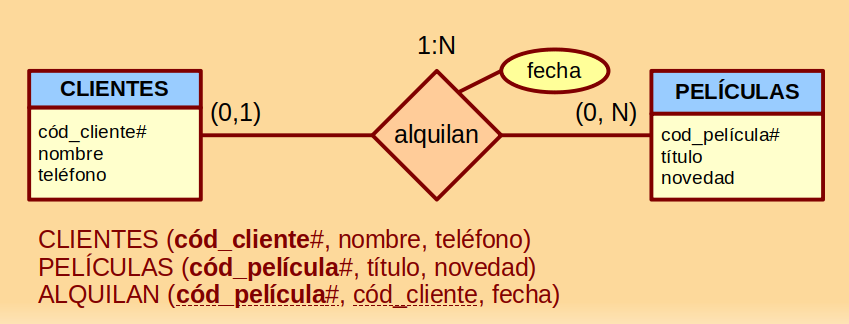 1:N
fecha
CLIENTES
PELÍCULAS
(0,1)
(0, N)
alquilan
cód_cliente#
nombre
teléfono
cod_película#
título
novedad
CLIENTES (cód_cliente#, nombre, teléfono)
PELÍCULAS (cód_película#, título, novedad)
ALQUILAN (cód_película#, cód_cliente, fecha)